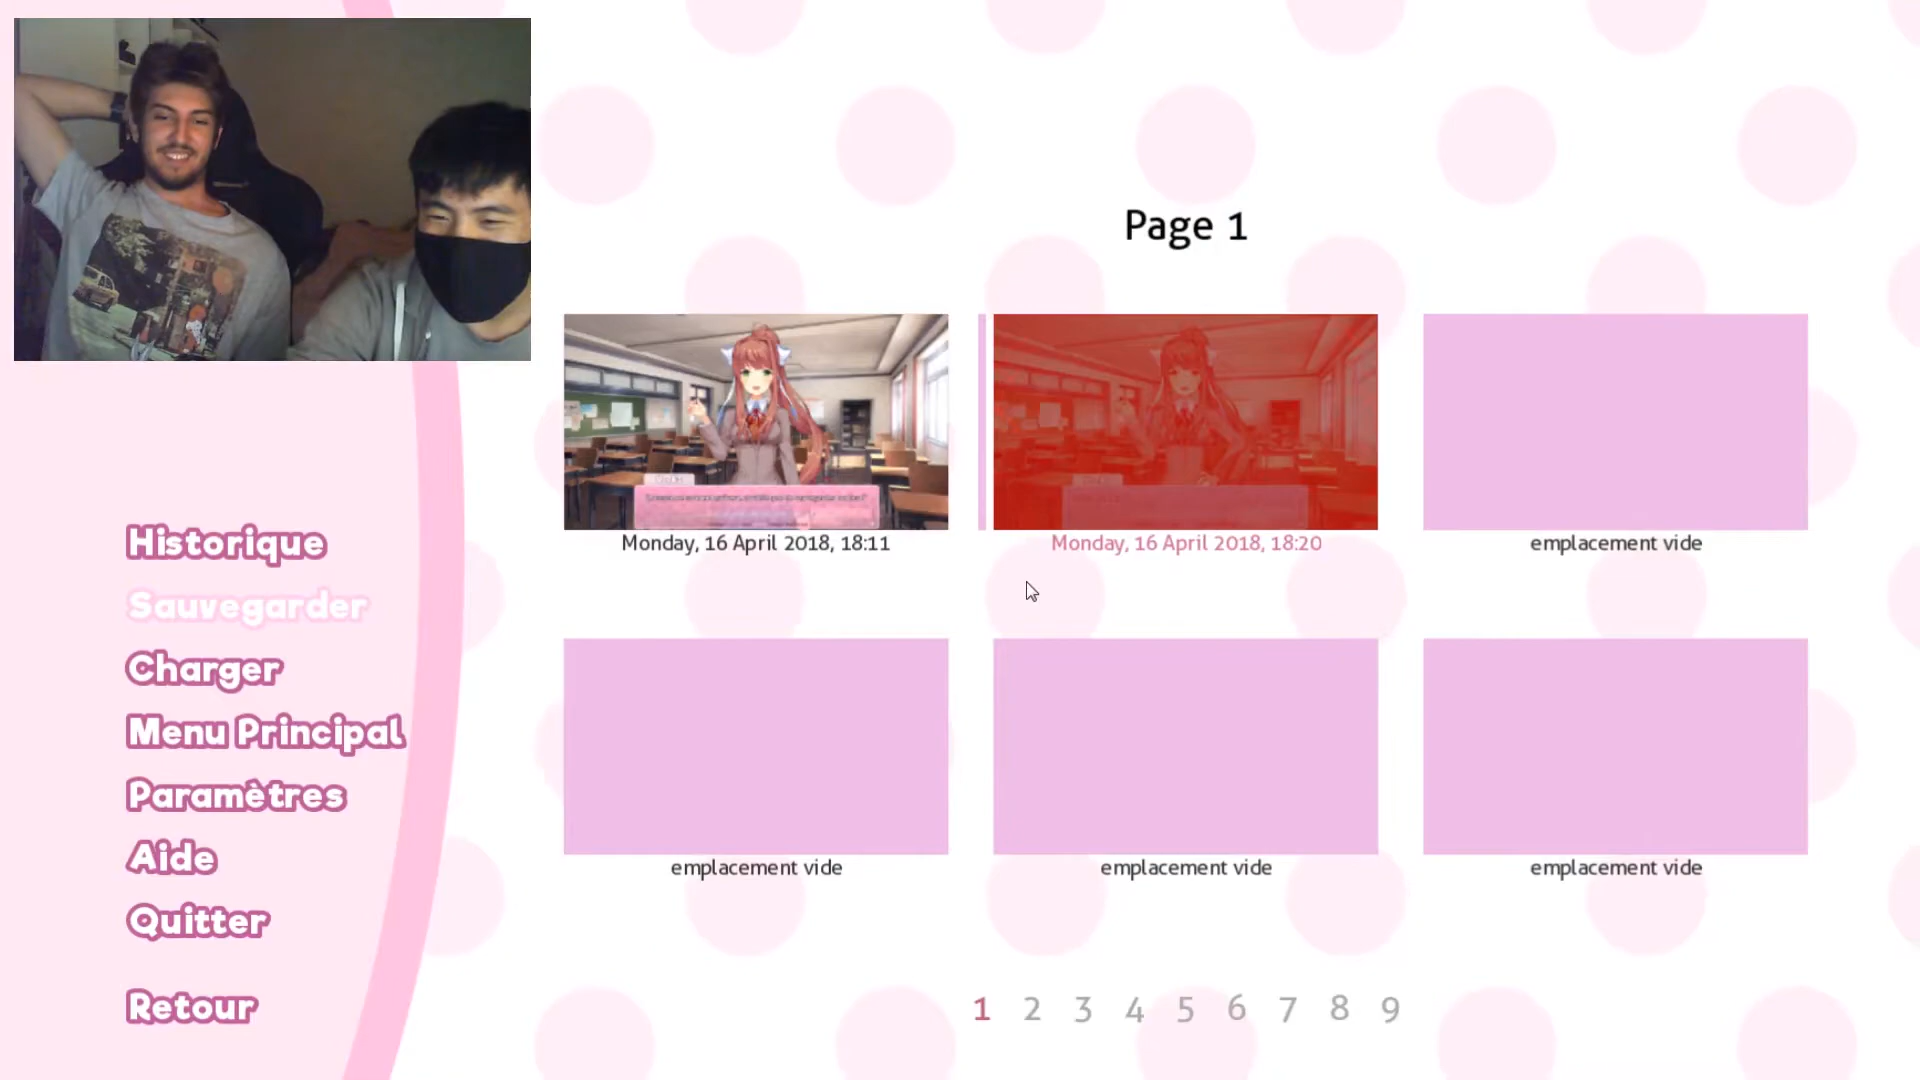 Page 1
Monday, 16 April 2018, 18:11
Monday, 16 April 2018, 18:20
emplacement vide
emplacement vide
emplacement vide
emplacement vide
Historique
Sauvegarder
Charger
Menu Principal
Paramètres
Aide
Quitter
Retour
1 2 3 4 5 6 7 8 9